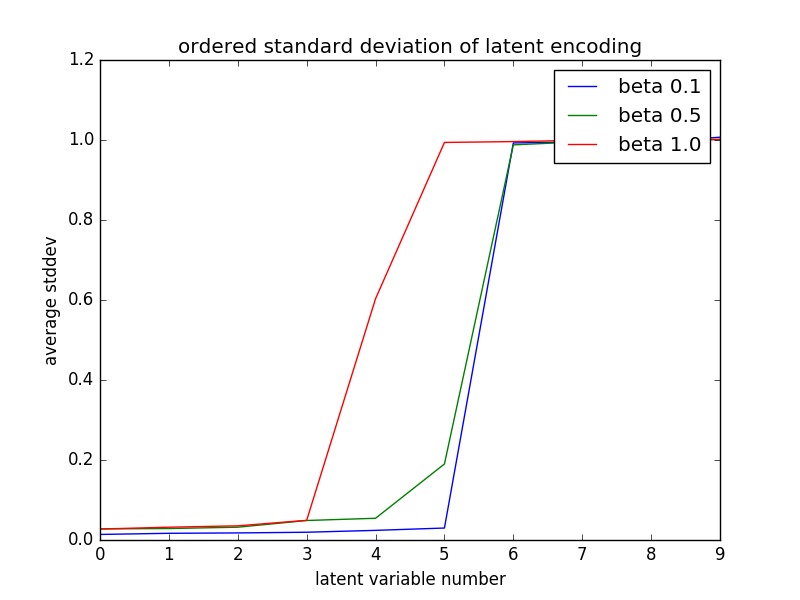 ordered standard deviation of latent encoding
1.2
1.0
0.8
0.6
0.4
0.2
0.0
average stddev
beta 0.1
beta 0.5
beta 1.0
0 1 2 3 4 5 6 7 8 9
latent variable number